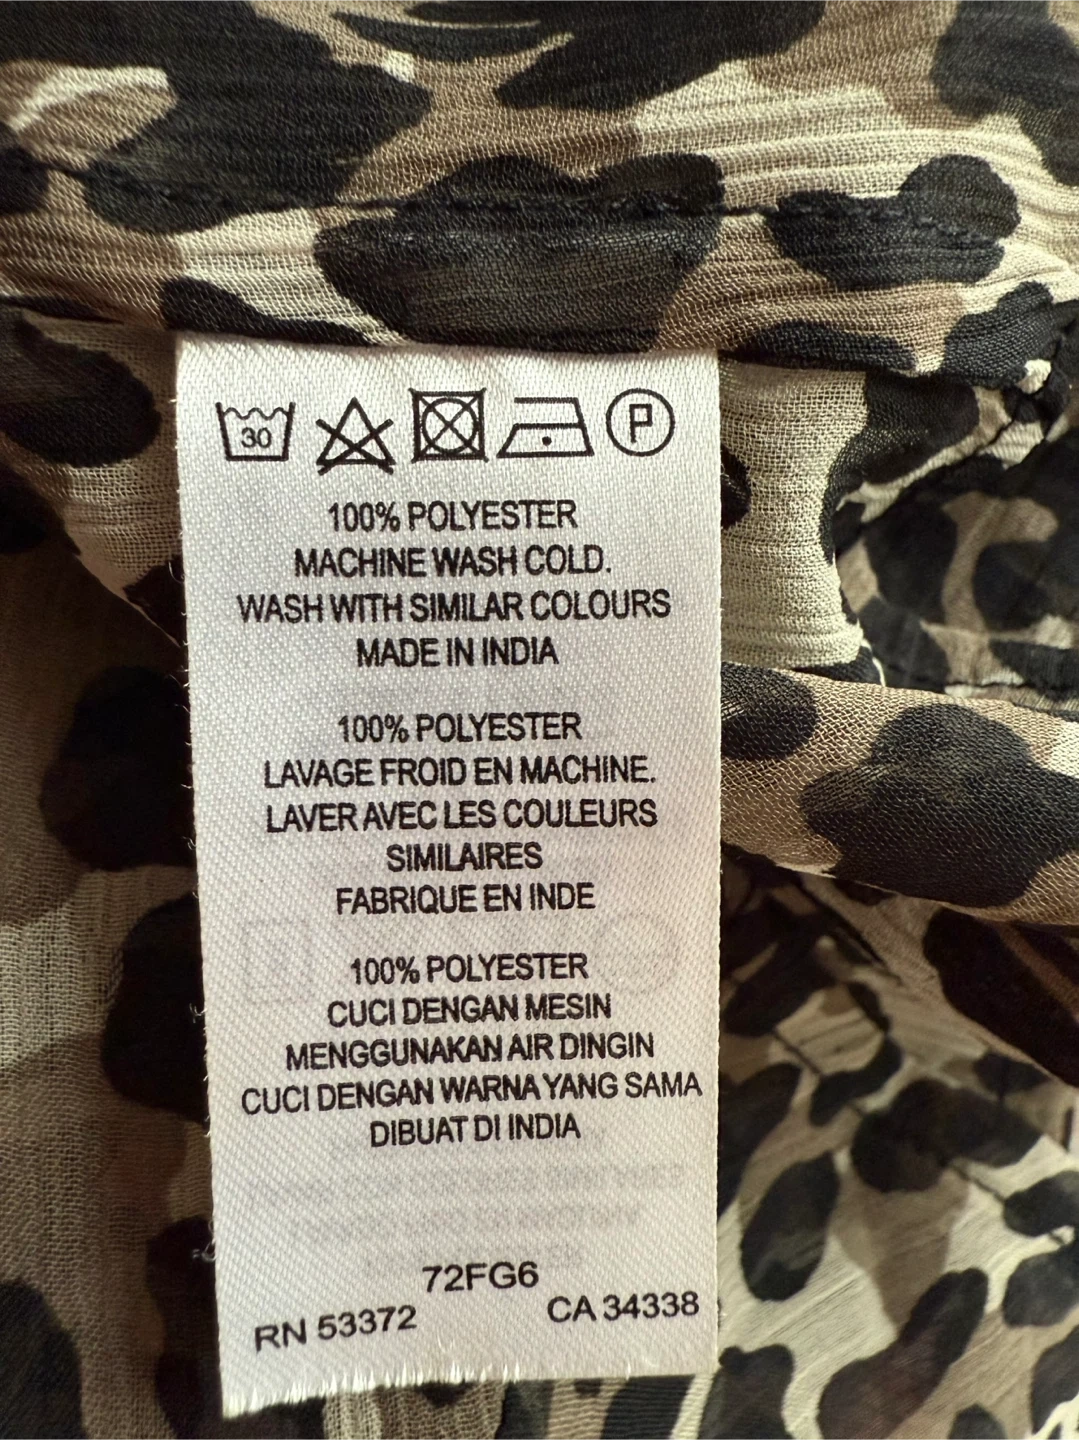 30 P
100% POLYESTER
MACHINE WASH COLD.
WASH WITH SIMILAR COLOURS
MADE IN INDIA
100% POLYESTER
LAVAGE FROID EN MACHINE.
LAVER AVEC LES COULEURS
SIMILAIRES
FABRIQUE EN INDE
100% POLYESTER
CUCI DENGAN MESIN
MENGGUNAKAN AIR DINGIN
CUCI DENGAN WARNA YANG SAMA
DIBUAT DI INDIA
72FG6
RN 53372 CA 34338